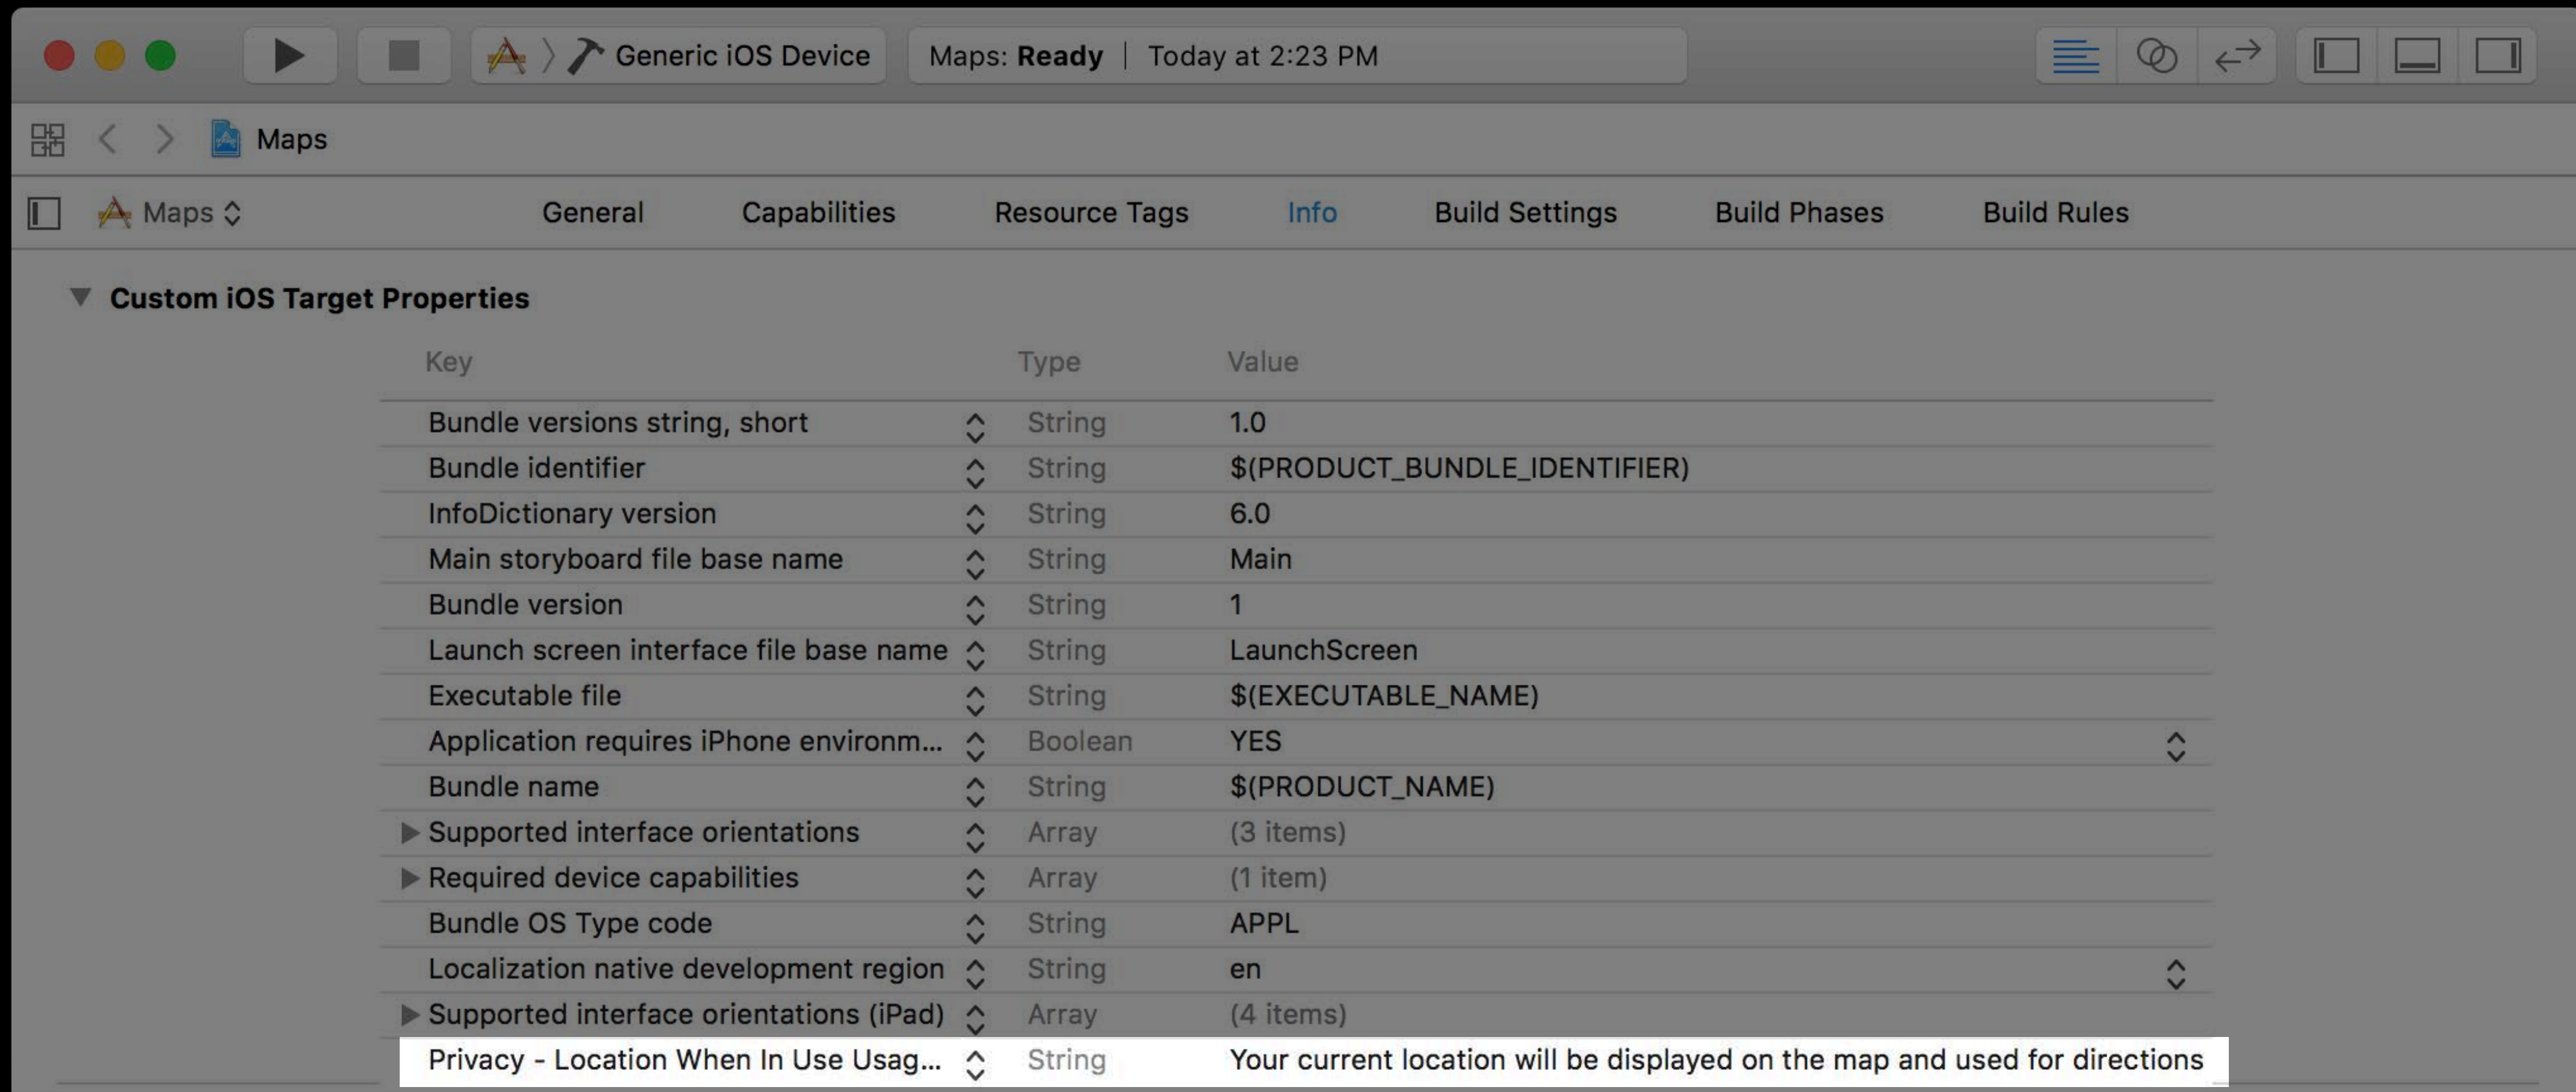 Generic iOS Device
Maps: Ready | Today at 2:23 PM
Maps
Maps General Capabilities Resource Tags Info Build Settings Build Phases Build Rules
Custom iOS Target Properties
Key Type Value
Bundle versions string, short String 1.0
Bundle identifier String $(PRODUCT_BUNDLE_IDENTIFIER)
InfoDictionary version String 6.0
Main storyboard file base name String Main
Bundle version String 1
Launch screen interface file base name String LaunchScreen
Executable file String $(EXECUTABLE_NAME)
Application requires iPhone environm... Boolean YES
Bundle name String $(PRODUCT_NAME)
Supported interface orientations Array (3 items)
Required device capabilities Array (1 item)
Bundle OS Type code String APPL
Localization native development region String en
Supported interface orientations (iPad) Array (4 items)
Privacy - Location When In Use Usag... String Your current location will be displayed on the map and used for directions